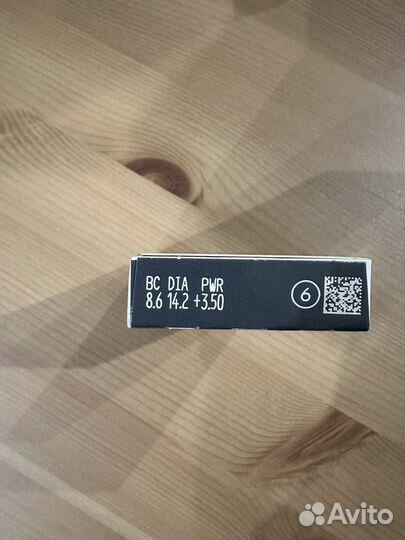 BC DIA PWR
8.6 14.2 +3.50
6
Avito